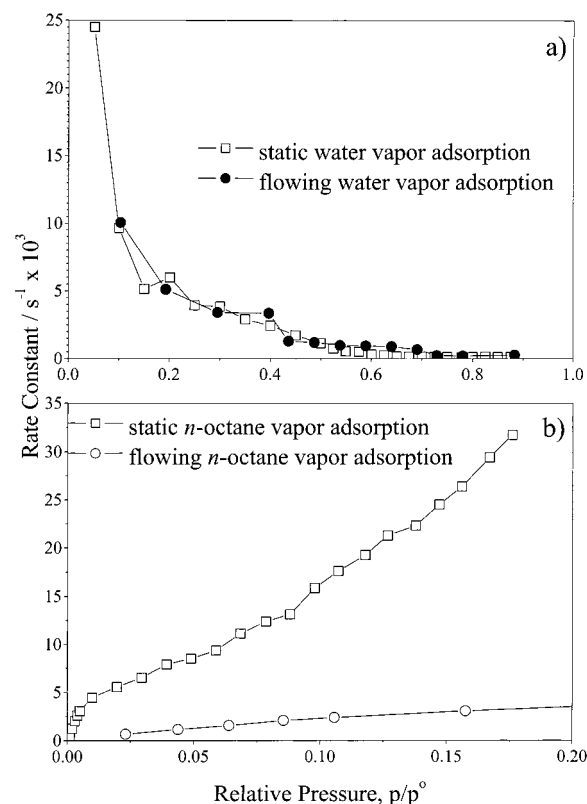 25
a)
20
static water vapor adsorption
15
flowing water vapor adsorption
10
5
0
0.0 0.2 0.4 0.6 0.8 1.0
Rate Constant / s⁻¹ x 10³
35
static n-octane vapor adsorption
b)
30
flowing n-octane vapor adsorption
25
20
15
10
5
0
0.00 0.05 0.10 0.15 0.20
Relative Pressure, p/p°